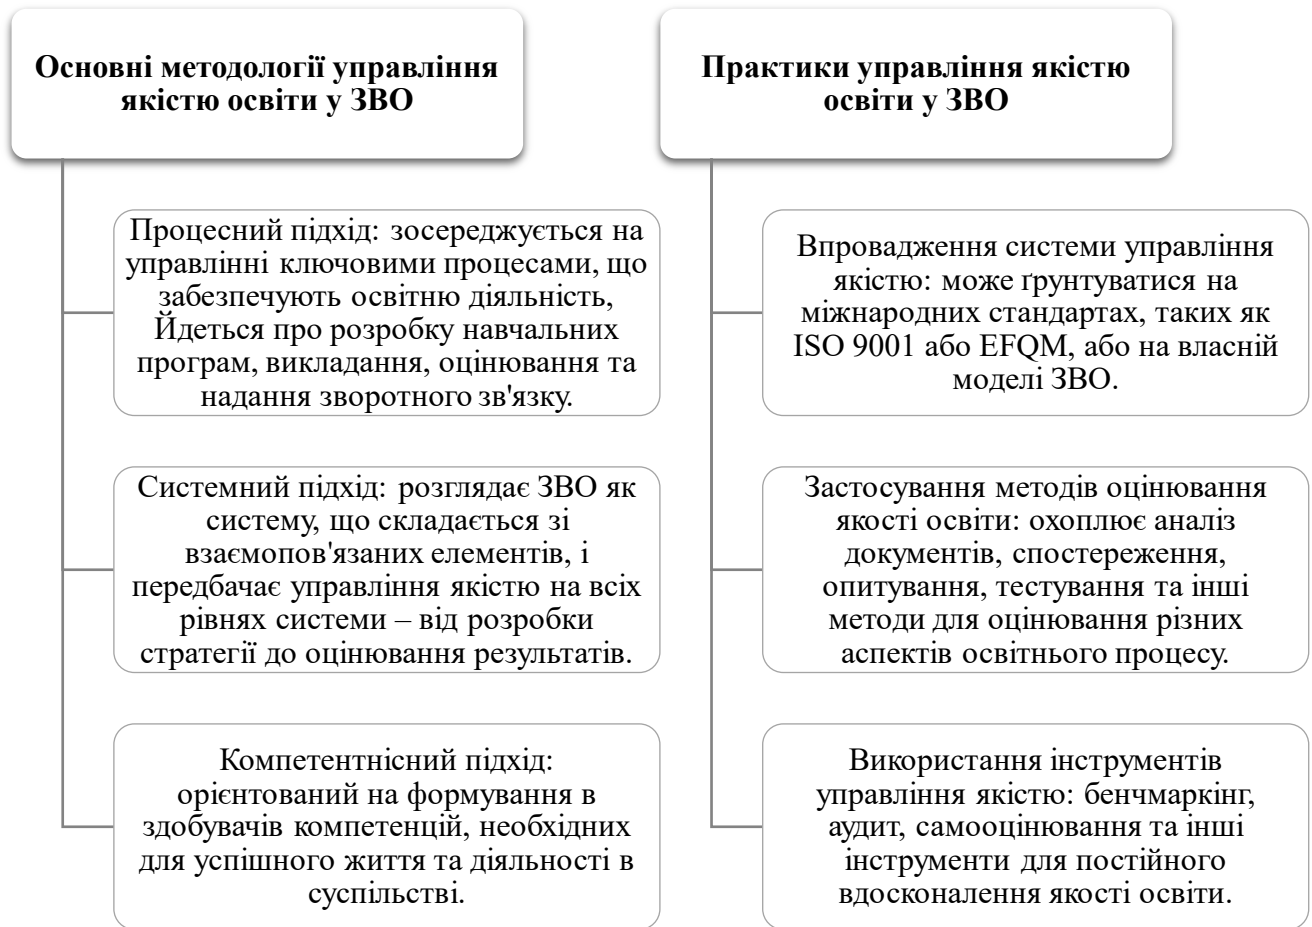 Основні методології управління
якістю освіти у ЗВО
Процесний підхід: зосереджується на
управлінні ключовими процесами, що
забезпечують освітню діяльність,
Йдеться про розробку навчальних
програм, викладання, оцінювання та
надання зворотного зв'язку.
Системний підхід: розглядає ЗВО як
систему, що складається зі
взаємопов'язаних елементів, і
передбачає управління якістю на всіх
рівнях системи – від розробки
стратегії до оцінювання результатів.
Компетентнісний підхід:
орієнтований на формування в
здобувачів компетенцій, необхідних
для успішного життя та діяльності в
суспільстві.
Практики управління якістю
освіти у ЗВО
Впровадження системи управління
якістю: може ґрунтуватися на
міжнародних стандартах, таких як
ISO 9001 або EFQM, або на власній
моделі ЗВО.
Застосування методів оцінювання
якості освіти: охоплює аналіз
документів, спостереження,
опитування, тестування та інші
методи для оцінювання різних
аспектів освітнього процесу.
Використання інструментів
управління якістю: бенчмаркінг,
аудит, самооцінювання та інші
інструменти для постійного
вдосконалення якості освіти.